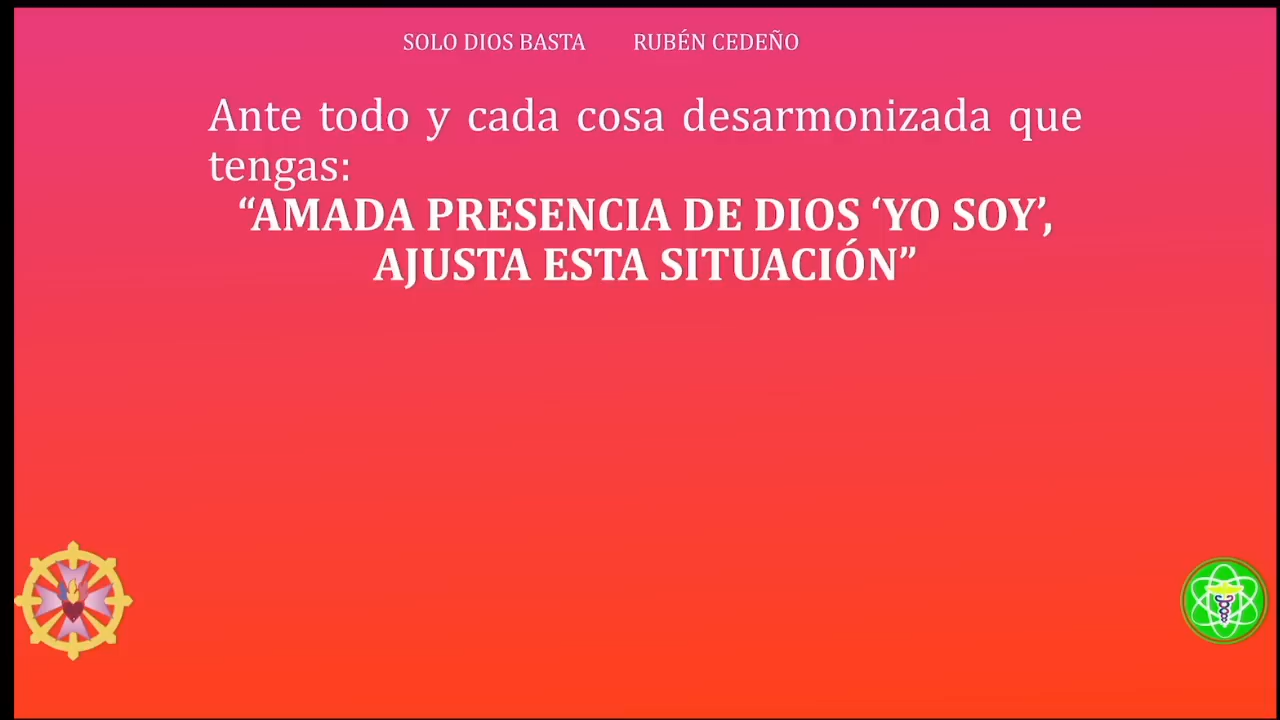 SOLO DIOS BASTA RUBÉN CEDEÑO
Ante todo y cada cosa desarmonizada que
tengas:
“AMADA PRESENCIA DE DIOS ‘YO SOY’,
AJUSTA ESTA SITUACIÓN”